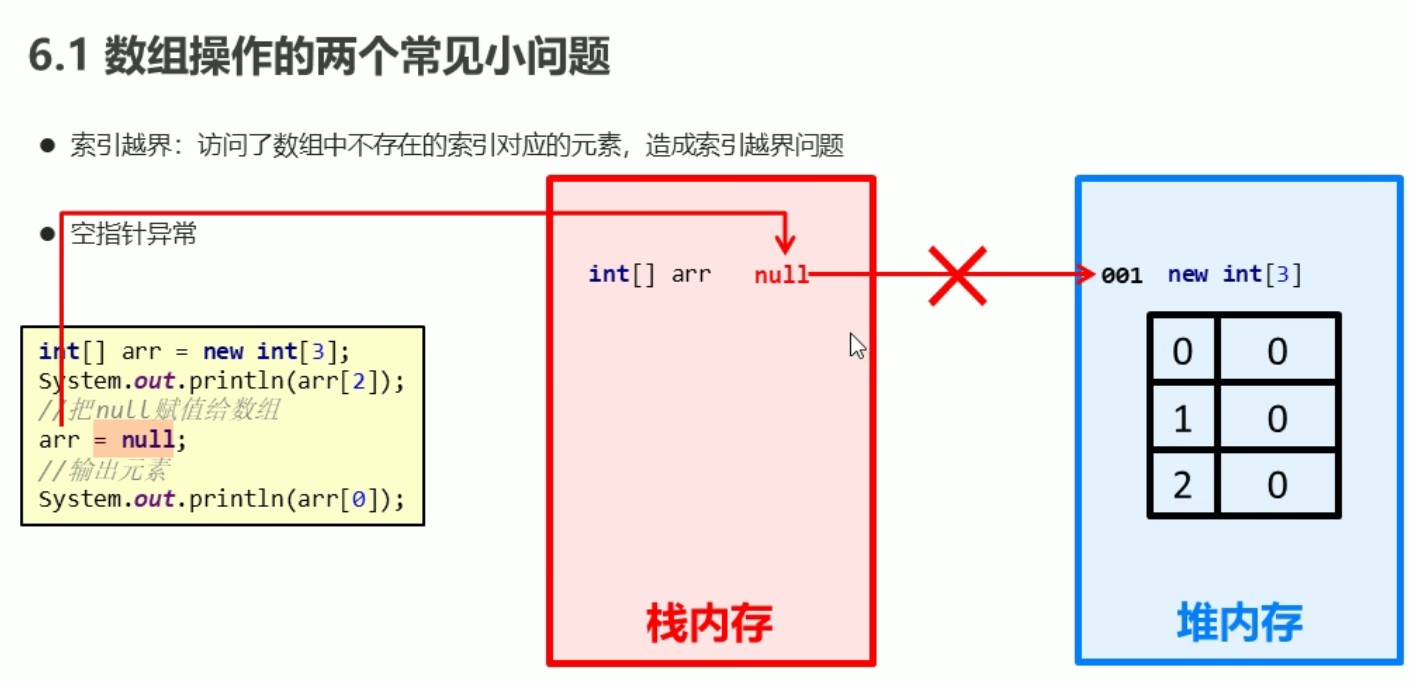 6.1 数组操作的两个常见小问题
● 索引越界：访问了数组中不存在的索引对应的元素，造成索引越界问题
● 空指针异常
int[] arr = new int[3];
System.out.println(arr[2]);
//把null赋值给数组
arr = null;
//输出元素
System.out.println(arr[0]);
int[] arr null
栈内存
001 new int[3]
0 0
1 0
2 0
堆内存